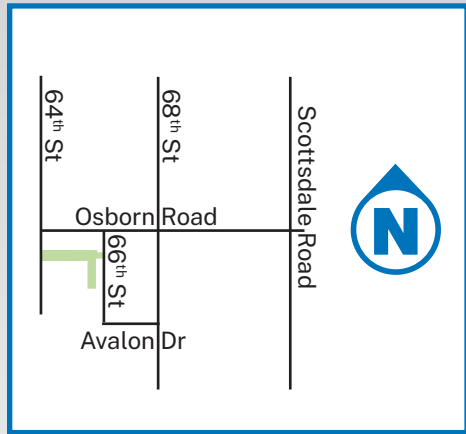 64th St
68th St
Scottsdale Road
Osborn Road
66th St
Avalon Dr
N